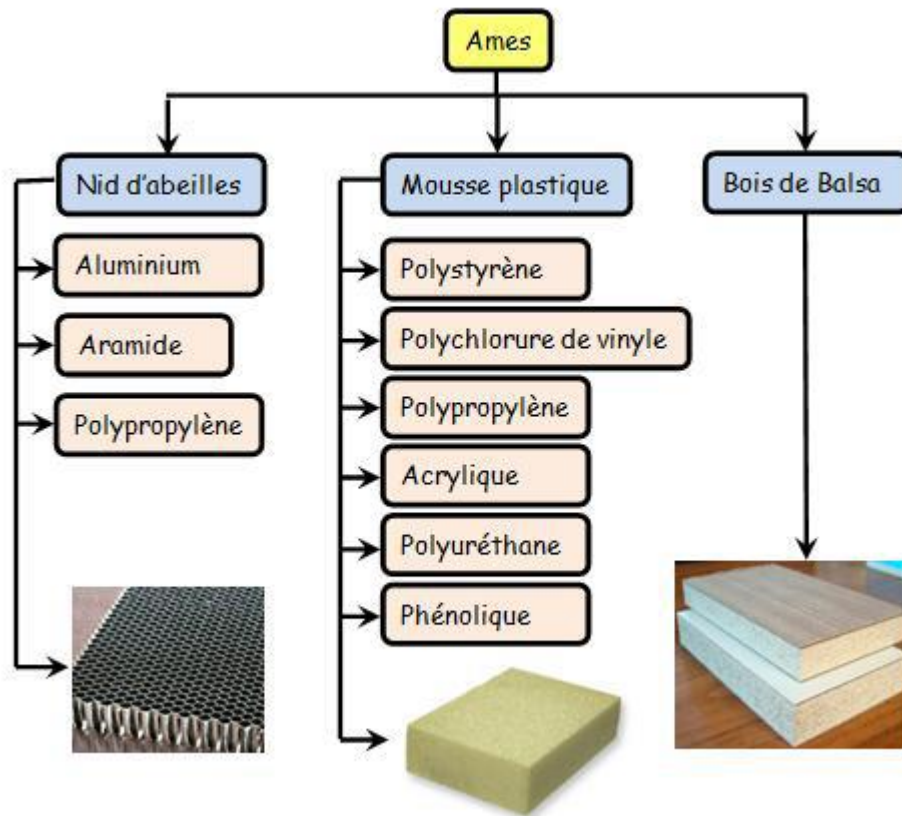 Ames
Nid d'abeilles
Mousse plastique
Bois de Balsa
Aluminium
Aramide
Polypropylène
Polystyrène
Polychlorure de vinyle
Polypropylène
Acrylique
Polyuréthane
Phénolique